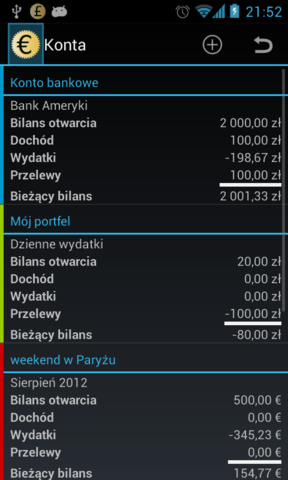 21:52
Konta
Konto bankowe
Bank Ameryki
Bilans otwarcia 2 000,00 zł
Dochód 100,00 zł
Wydatki -198,67 zł
Przelewy 100,00 zł
Bieżący bilans 2 001,33 zł
Mój portfel
Dzienne wydatki
Bilans otwarcia 20,00 zł
Dochód 0,00 zł
Wydatki 0,00 zł
Przelewy -100,00 zł
Bieżący bilans -80,00 zł
weekend w Paryżu
Sierpień 2012
Bilans otwarcia 500,00 €
Dochód 0,00 €
Wydatki -345,23 €
Przelewy 0,00 €
Bieżący bilans 154,77 €